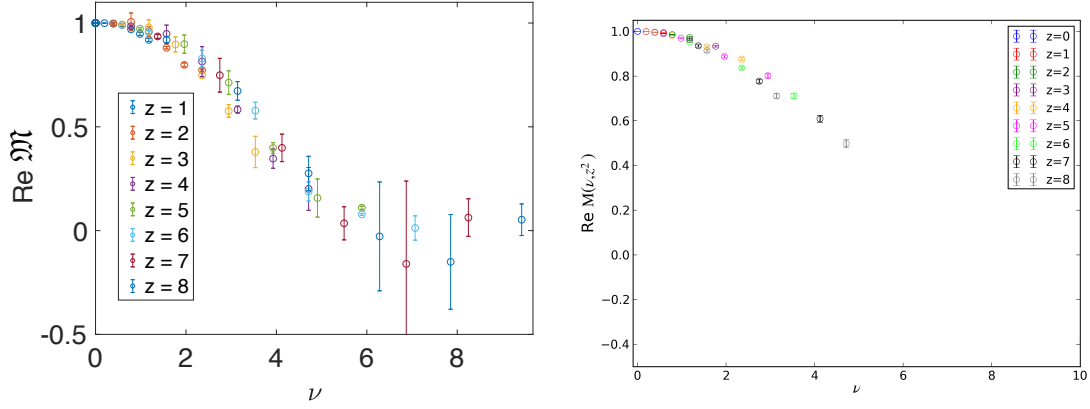 1
0.5
0
-0.5
0
2
4
6
8
Re 𝔐
ν
z = 1
z = 2
z = 3
z = 4
z = 5
z = 6
z = 7
z = 8
1.0
0.8
0.6
0.4
0.2
0.0
−0.2
−0.4
0
2
4
6
8
10
Re M(ν,z²)
ν
z=0
z=1
z=2
z=3
z=4
z=5
z=6
z=7
z=8